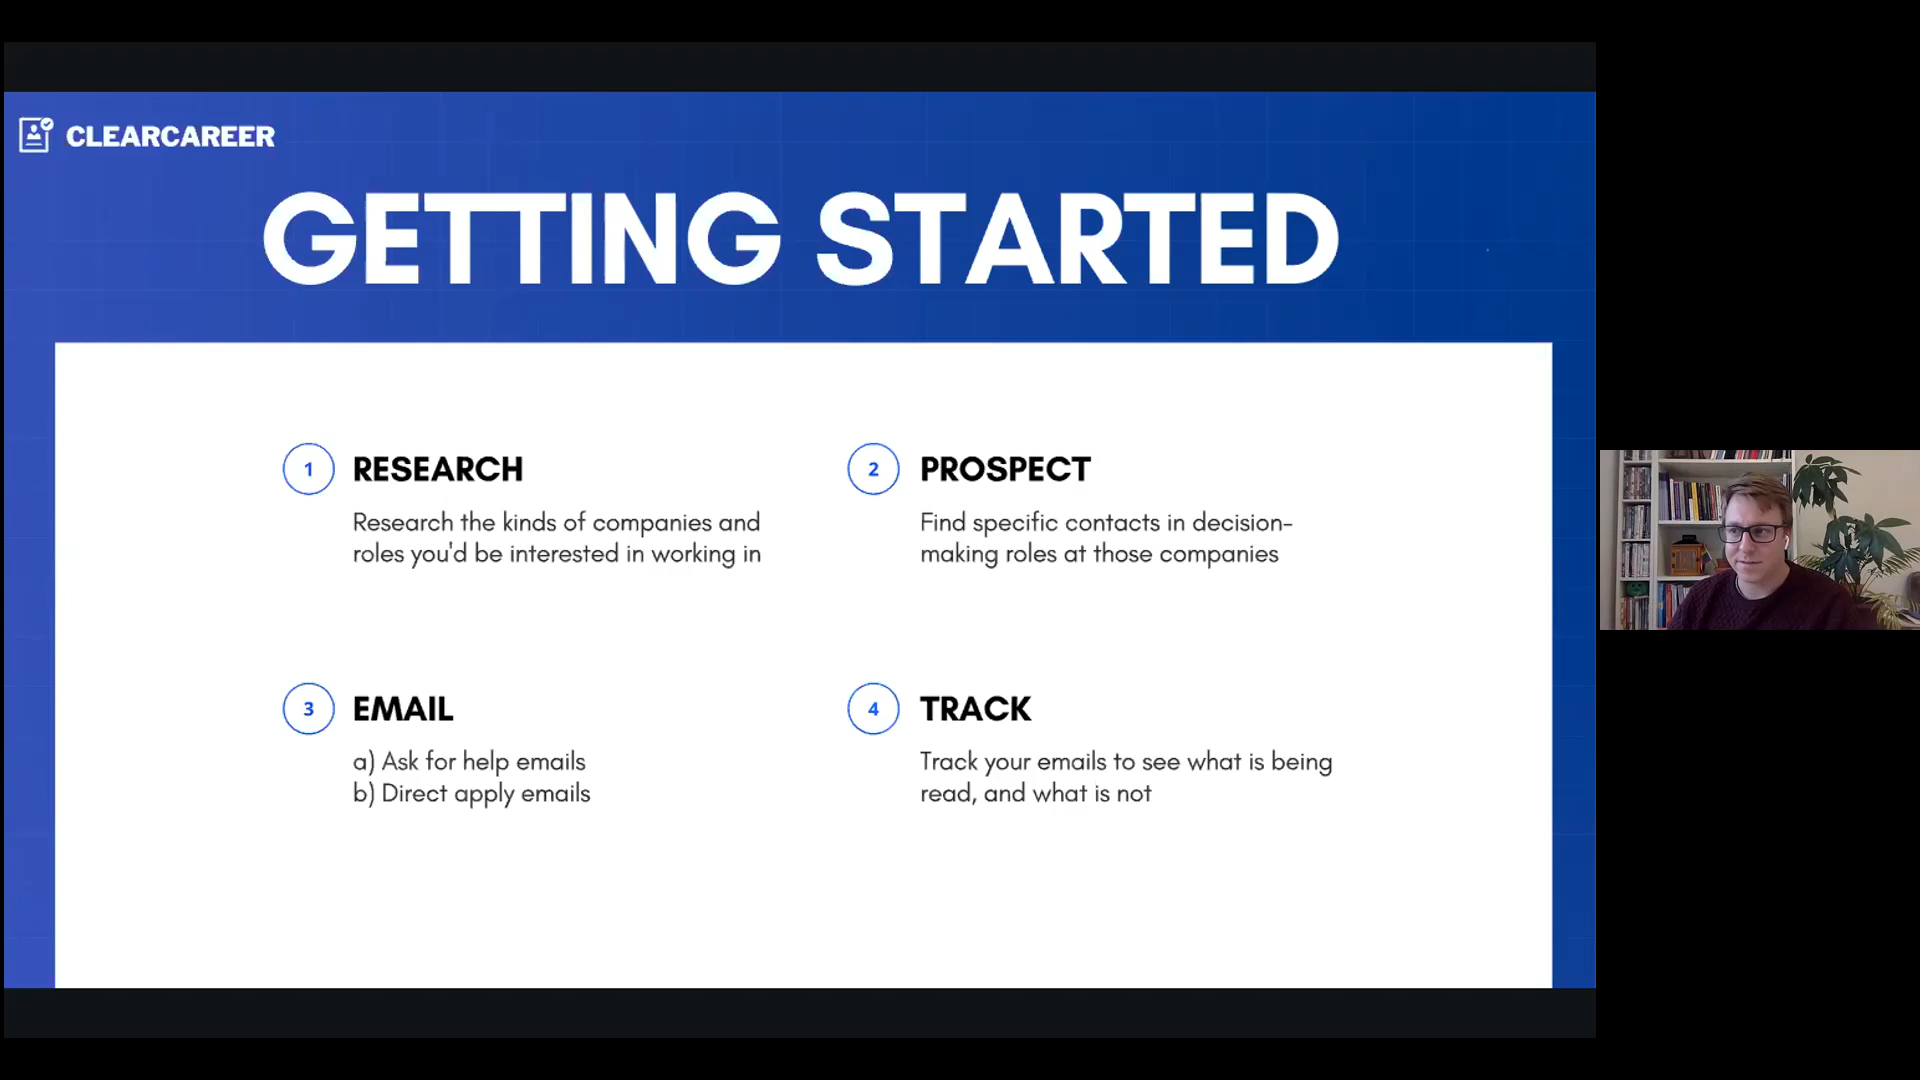 CLEARCAREER
GETTING STARTED
1 RESEARCH
Research the kinds of companies and
roles you'd be interested in working in
2 PROSPECT
Find specific contacts in decision-
making roles at those companies
3 EMAIL
a) Ask for help emails
b) Direct apply emails
4 TRACK
Track your emails to see what is being
read, and what is not